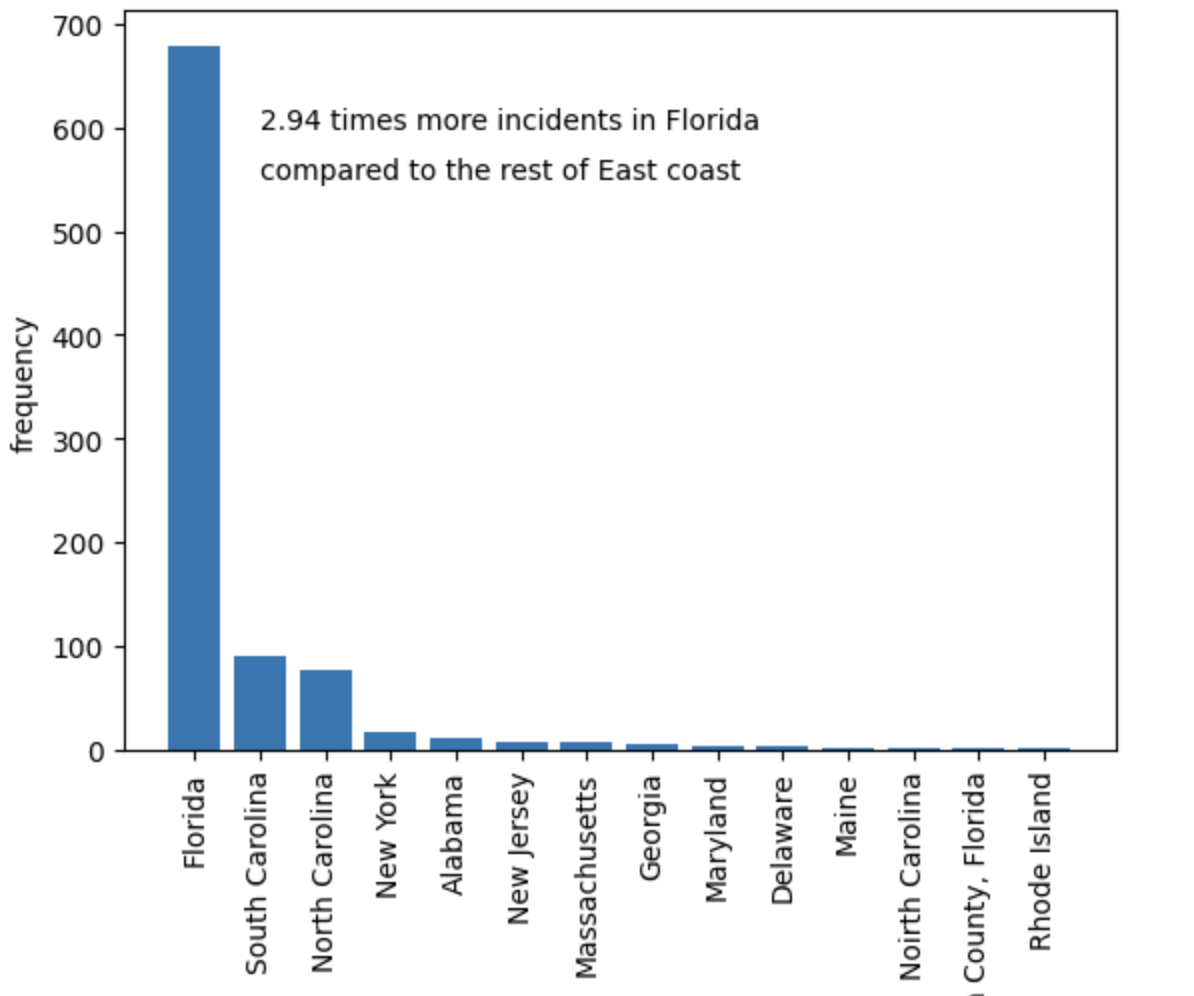 700
600
500
400
300
200
100
0
frequency
2.94 times more incidents in Florida
compared to the rest of East coast
Florida
South Carolina
North Carolina
New York
Alabama
New Jersey
Massachusetts
Georgia
Maryland
Delaware
Maine
Noirth Carolina
County, Florida
Rhode Island